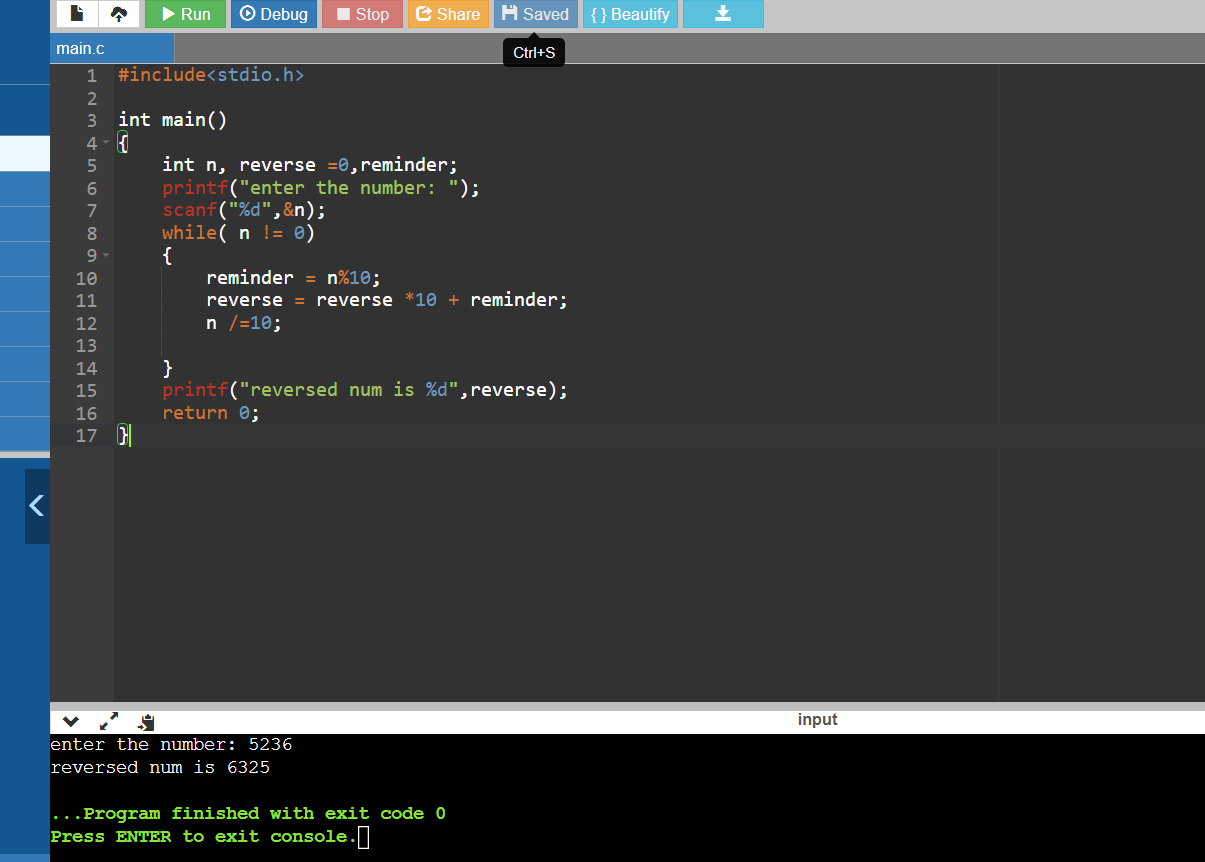 Run Debug Stop Share Saved { } Beautify
main.c
Ctrl+S
1 #include<stdio.h>
2
3 int main()
4 {
5     int n, reverse =0,reminder;
6     printf("enter the number: ");
7     scanf("%d",&n);
8     while( n != 0)
9     {
10         reminder = n%10;
11         reverse = reverse *10 + reminder;
12         n /=10;
13
14     }
15     printf("reversed num is %d",reverse);
16     return 0;
17 }
input
enter the number: 5236
reversed num is 6325
...Program finished with exit code 0
Press ENTER to exit console.